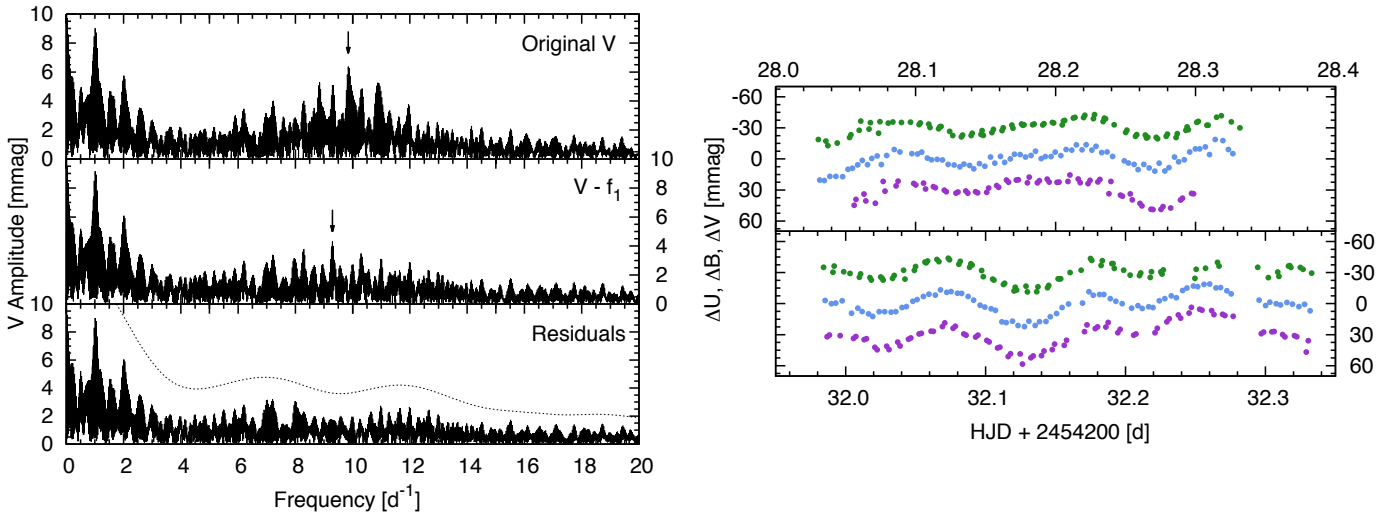 10
8
6
4
2
0
Original V
10
8
6
4
2
0
V - f₁
10
8
6
4
2
0
Residuals
V Amplitude [mmag]
0 2 4 6 8 10 12 14 16 18 20
Frequency [d⁻¹]
28.0 28.1 28.2 28.3 28.4
-60
-30
0
30
60
-60
-30
0
30
60
ΔU, ΔB, ΔV [mmag]
32.0 32.1 32.2 32.3
HJD + 2454200 [d]